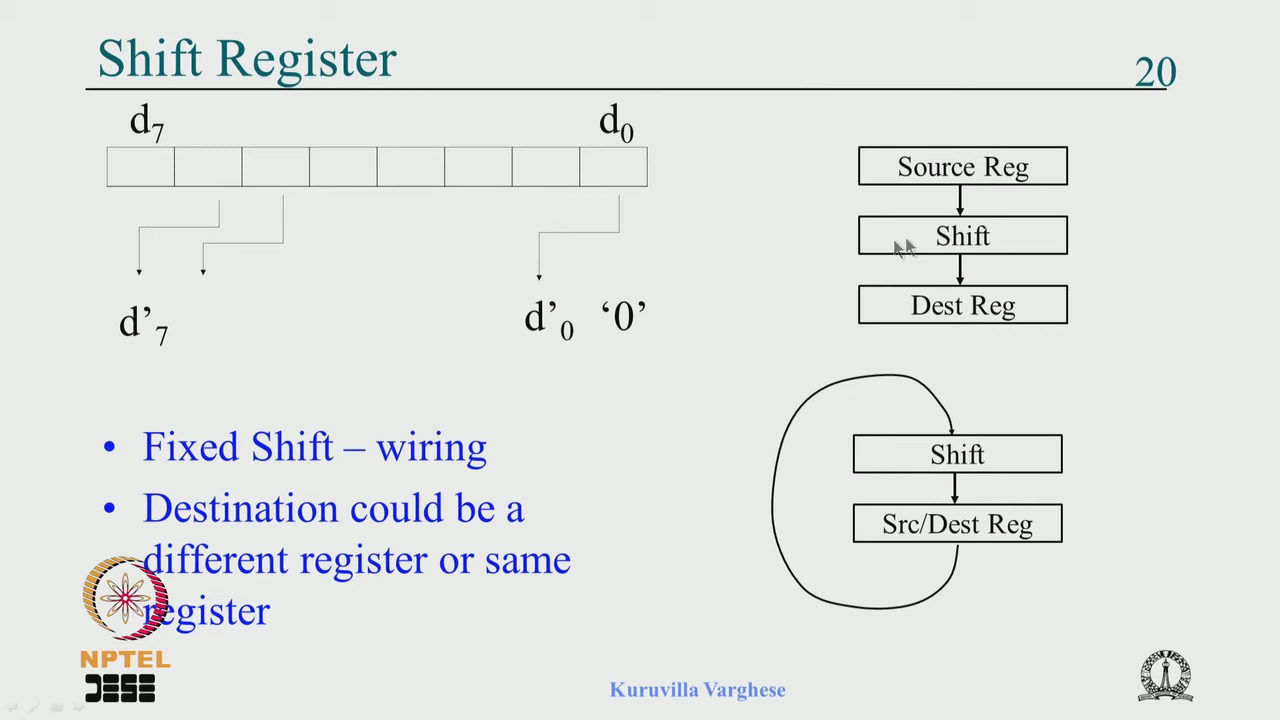 Shift Register
20
d7
d0
d’7
d’0 ‘0’
Source Reg
Shift
Dest Reg
Shift
Src/Dest Reg
• Fixed Shift – wiring
• Destination could be a
different register or same
register
NPTEL
Kuruvilla Varghese